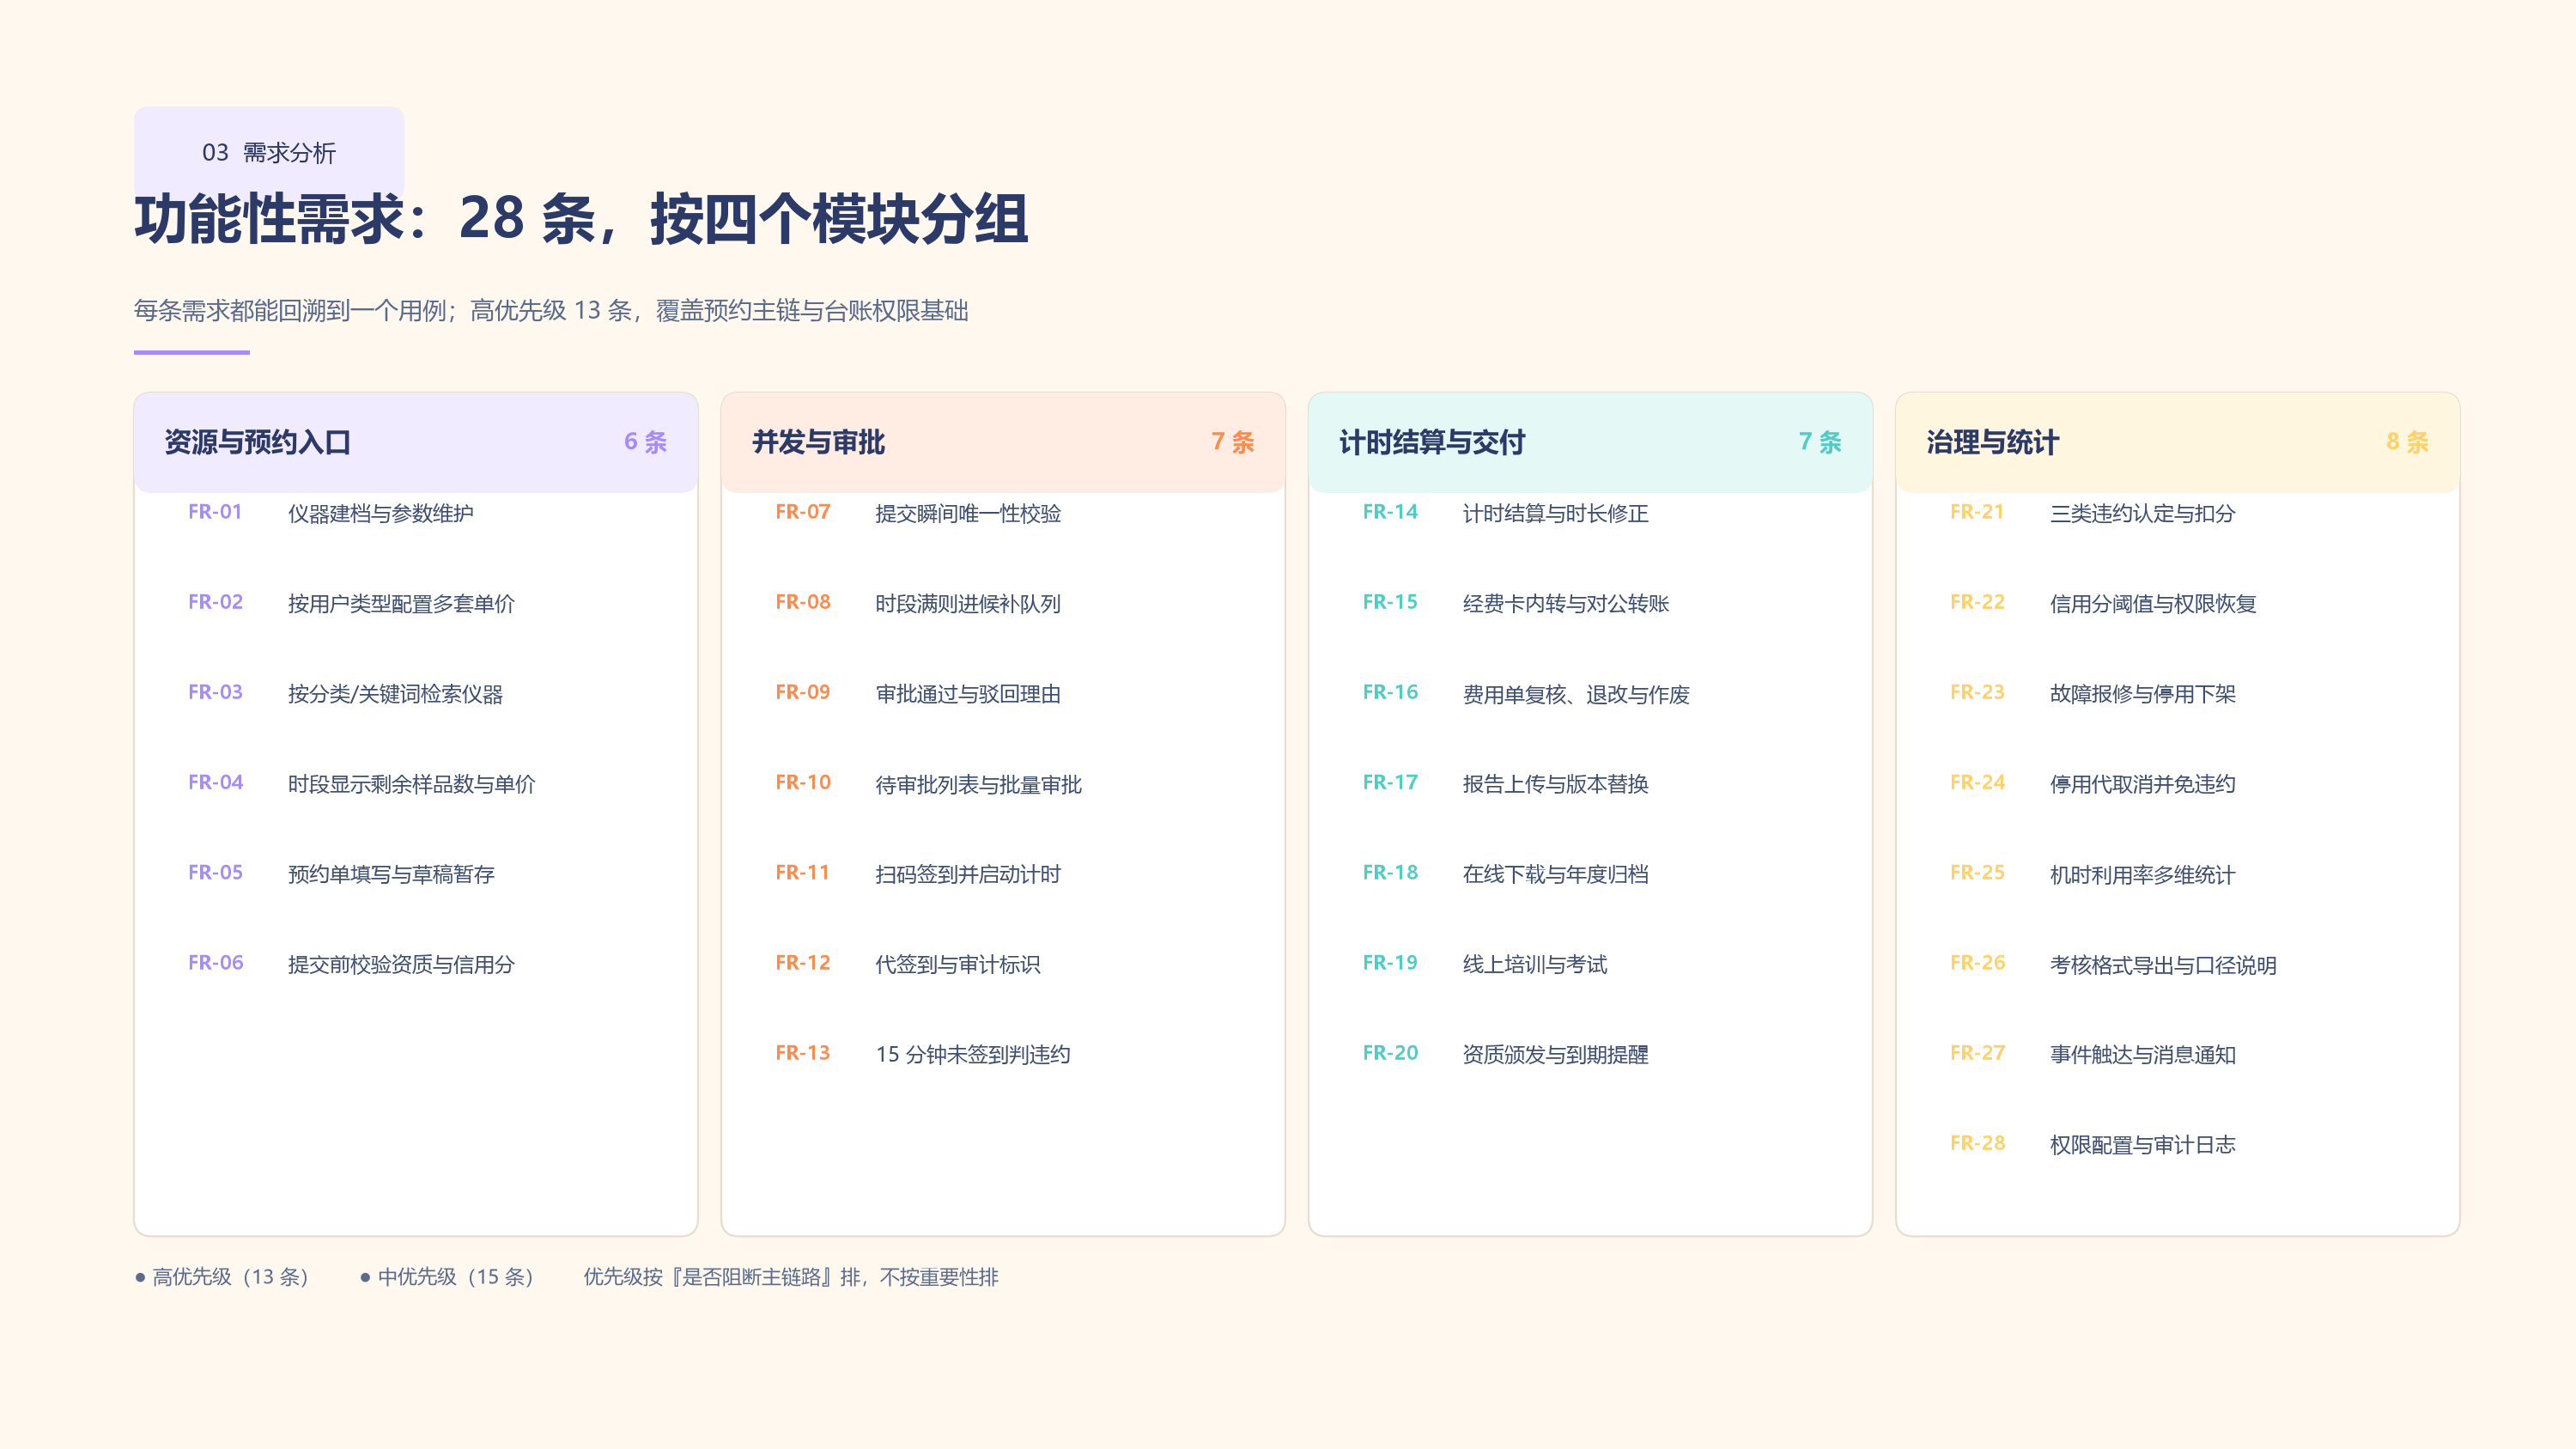 03 需求分析
功能性需求：28 条，按四个模块分组
每条需求都能回溯到一个用例；高优先级 13 条，覆盖预约主链与台账权限基础
资源与预约入口 6 条
FR-01 仪器建档与参数维护
FR-02 按用户类型配置多套单价
FR-03 按分类/关键词检索仪器
FR-04 时段显示剩余样品数与单价
FR-05 预约单填写与草稿暂存
FR-06 提交前校验资质与信用分
并发与审批 7 条
FR-07 提交瞬间唯一性校验
FR-08 时段满则进候补队列
FR-09 审批通过与驳回理由
FR-10 待审批列表与批量审批
FR-11 扫码签到并启动计时
FR-12 代签到与审计标识
FR-13 15 分钟未签到判违约
计时结算与交付 7 条
FR-14 计时结算与时长修正
FR-15 经费卡内转与对公转账
FR-16 费用单复核、退改与作废
FR-17 报告上传与版本替换
FR-18 在线下载与年度归档
FR-19 线上培训与考试
FR-20 资质颁发与到期提醒
治理与统计 8 条
FR-21 三类违约认定与扣分
FR-22 信用分阈值与权限恢复
FR-23 故障报修与停用下架
FR-24 停用代取消并免违约
FR-25 机时利用率多维统计
FR-26 考核格式导出与口径说明
FR-27 事件触达与消息通知
FR-28 权限配置与审计日志
● 高优先级（13 条） ● 中优先级（15 条） 优先级按『是否阻断主链路』排，不按重要性排